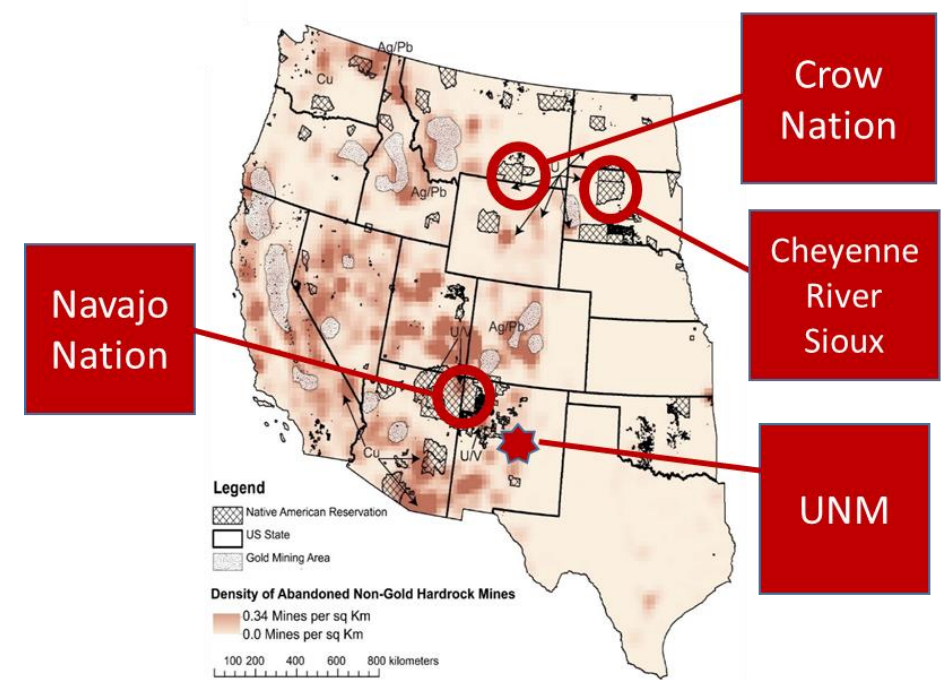 Crow
Nation
Cheyenne
River
Sioux
Navajo
Nation
UNM
Ag/Pb
Cu
U
Ag/Pb
U/V
Ag/Pb
Cu
U/V
Legend
Native American Reservation
US State
Gold Mining Area
Density of Abandoned Non-Gold Hardrock Mines
0.34 Mines per sq Km
0.0 Mines per sq Km
100 200 400 600 800 kilometers